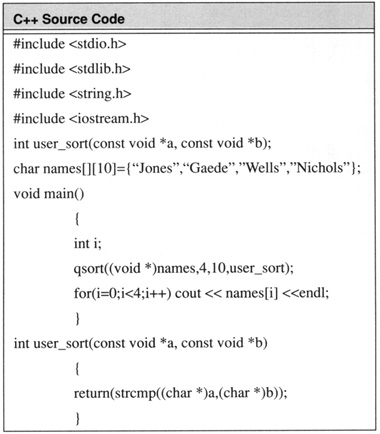 C++ Source Code
#include <stdio.h>
#include <stdlib.h>
#include <string.h>
#include <iostream.h>
int user_sort(const void *a, const void *b);
char names[][10]={“Jones”,“Gaede”,”Wells”,”Nichols”};
void main()
{
int i;
qsort((void *)names,4,10,user_sort);
for(i=0;i<4;i++) cout << names[i] <<endl;
}
int user_sort(const void *a, const void *b)
{
return(strcmp((char *)a,(char *)b));
}